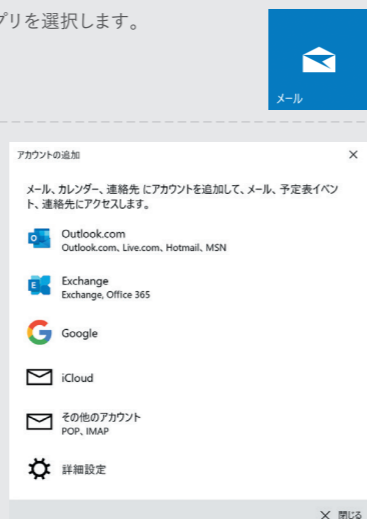 プリを選択します。
メール
アカウントの追加
メール、カレンダー、連絡先 にアカウントを追加して、メール、予定表イベン
ト、連絡先にアクセスします。
Outlook.com
Outlook.com、Live.com、Hotmail、MSN
Exchange
Exchange, Office 365
Google
iCloud
その他のアカウント
POP、IMAP
詳細設定
閉じる